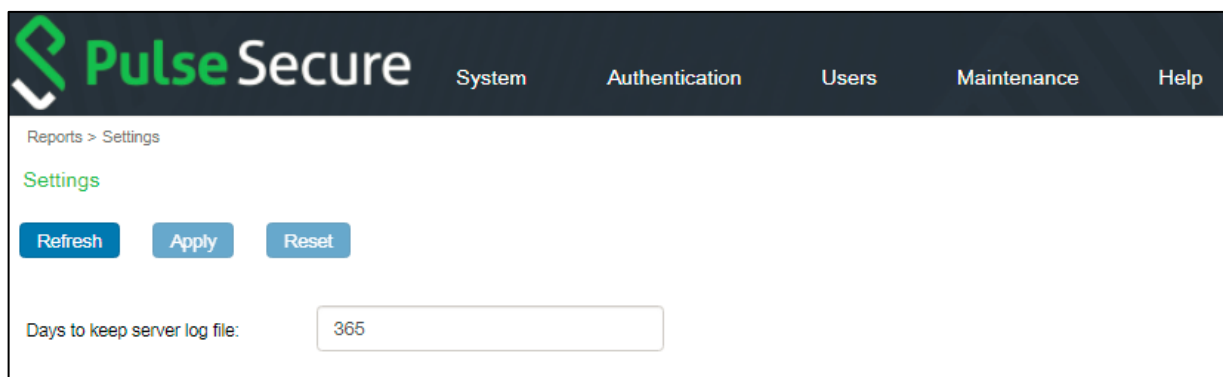 Pulse Secure System Authentication Users Maintenance Help
Reports > Settings
Settings
Refresh Apply Reset
Days to keep server log file: 365